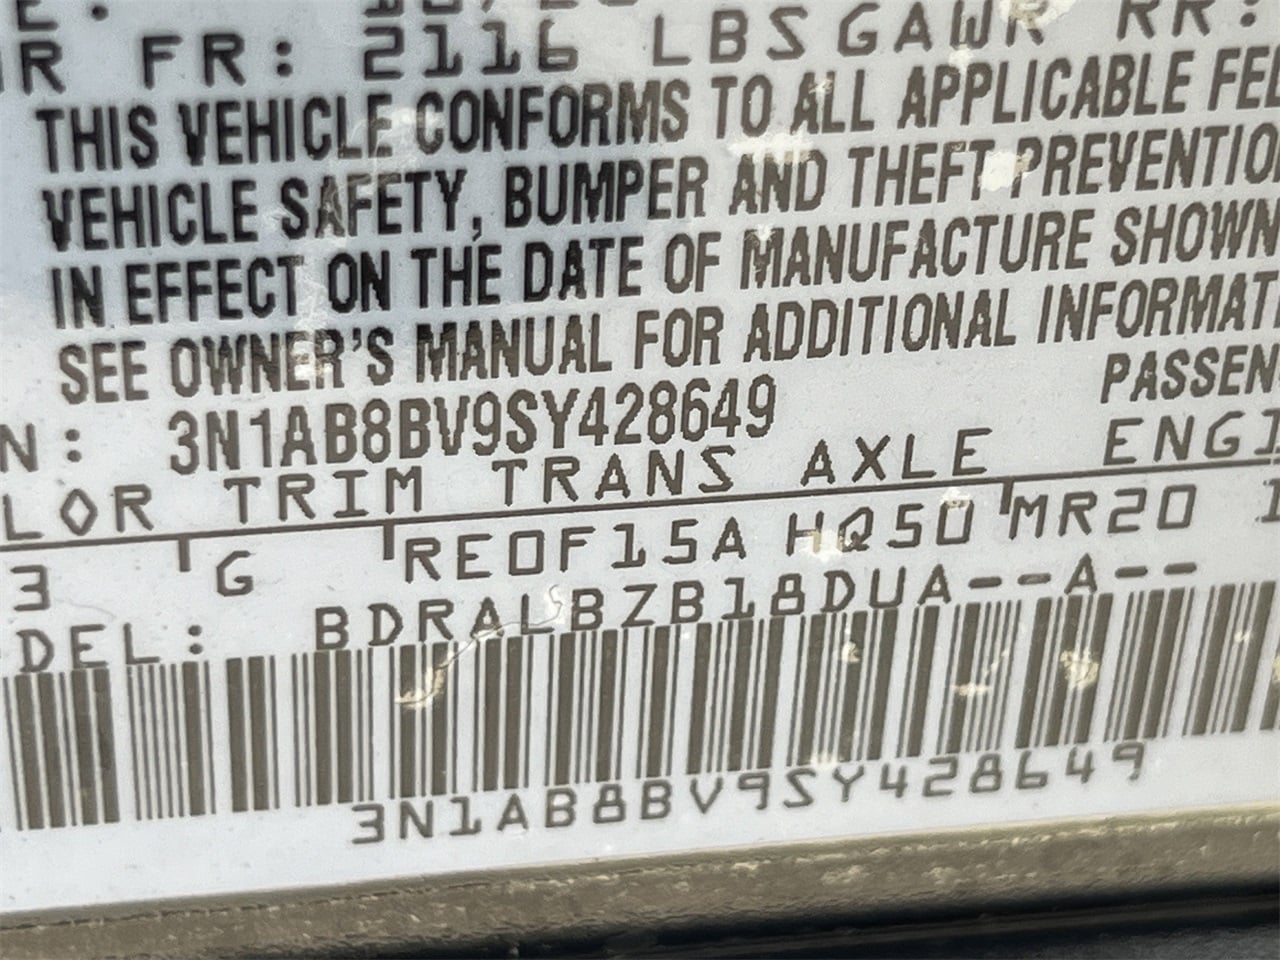 R FR: 2116 LBS GAWR RR:
THIS VEHICLE CONFORMS TO ALL APPLICABLE FE
VEHICLE SAFETY, BUMPER AND THEFT PREVENTIO
IN EFFECT ON THE DATE OF MANUFACTURE SHOWN
SEE OWNER'S MANUAL FOR ADDITIONAL INFORMAT
N: 3N1AB8BV9SY428649 PASSEN
LOR TRIM TRANS AXLE ENGI
3 G RE0F15A HQ50 MR20
DEL: BDRALBZB18DUA--A--
3N1AB8BV9SY428649